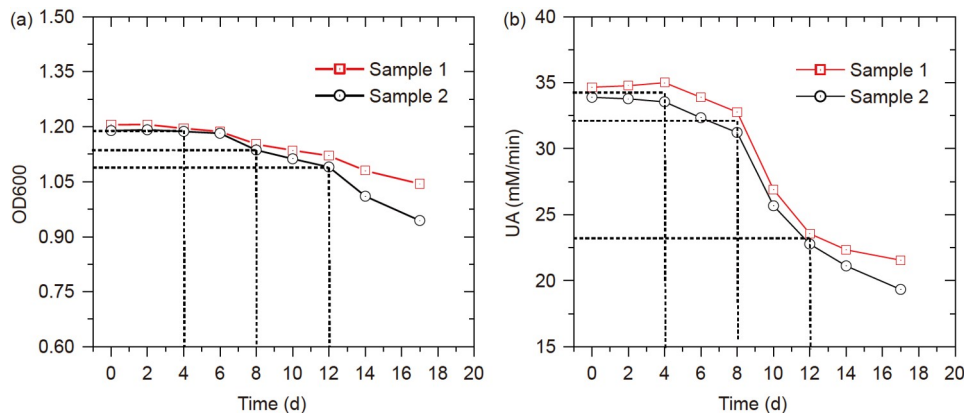 (a)
1.50
1.35
1.20
1.05
0.90
0.75
0.60
OD600
0 2 4 6 8 10 12 14 16 18 20
Time (d)
Sample 1
Sample 2
(b)
40
35
30
25
20
15
UA (mM/min)
0 2 4 6 8 10 12 14 16 18 20
Time (d)
Sample 1
Sample 2